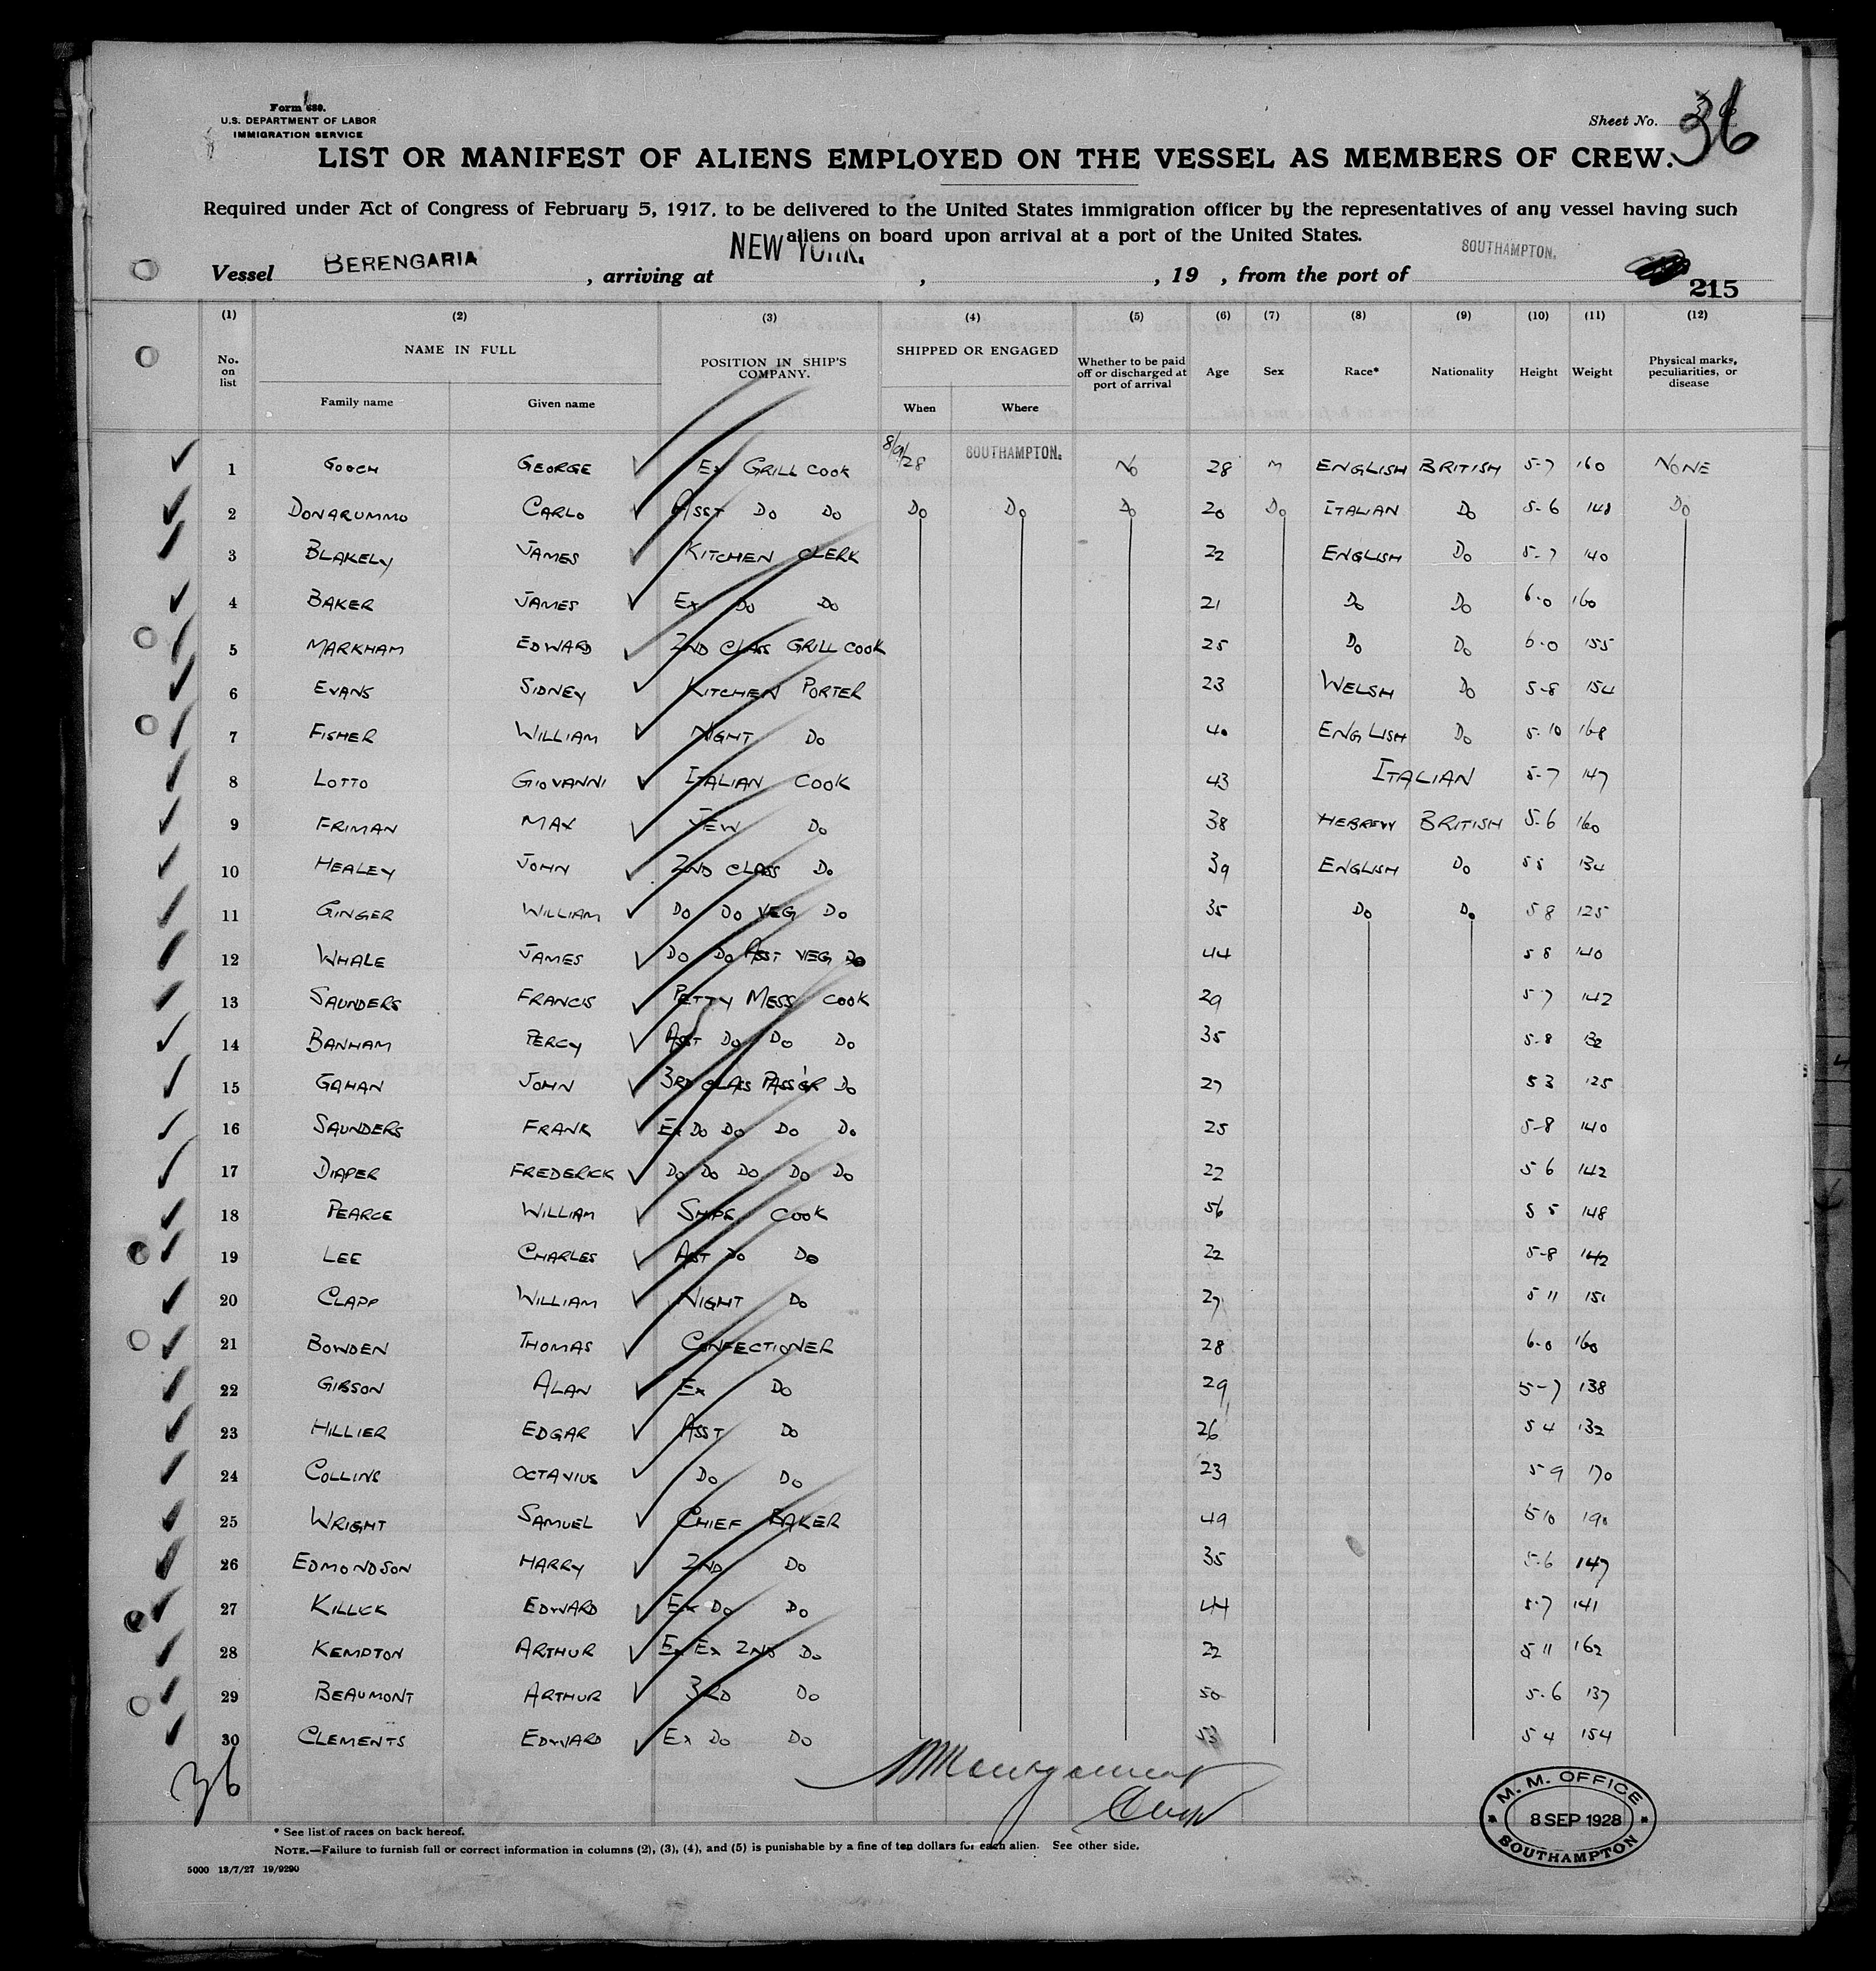 Form 680.
U.S. DEPARTMENT OF LABOR
IMMIGRATION SERVICE
Sheet No. 36
LIST OR MANIFEST OF ALIENS EMPLOYED ON THE VESSEL AS MEMBERS OF CREW.
Required under Act of Congress of February 5, 1917, to be delivered to the United States immigration officer by the representatives of any vessel having such
aliens on board upon arrival at a port of the United States.
Vessel BERENGARIA, arriving at NEW YORK, , 19 , from the port of SOUTHAMPTON.
215
(1) (2) (3) (4) (5) (6) (7) (8) (9) (10) (11) (12)
No. on list NAME IN FULL Family name Given name POSITION IN SHIP'S COMPANY. SHIPPED OR ENGAGED When Where Whether to be paid off or discharged at port of arrival Age Sex Race* Nationality Height Weight Physical marks, peculiarities, or disease
1 GOOCH GEORGE EX GRILL COOK 8/9/28 SOUTHAMPTON. NO 28 M ENGLISH BRITISH 5-7 160 NONE
2 DONARUMMO CARLO ASST DO DO DO DO DO 20 DO ITALIAN DO 5-6 148 DO
3 BLAKELY JAMES KITCHEN CLERK 22 ENGLISH DO 5-7 140
4 BAKER JAMES EX DO DO 21 DO DO 6-0 160
5 MARKHAM EDWARD 2ND CLASS GRILL COOK 25 DO DO 6-0 155
6 EVANS SIDNEY KITCHEN PORTER 23 WELSH DO 5-8 154
7 FISHER WILLIAM NIGHT DO 40 ENGLISH DO 5-10 168
8 LOTTO GIOVANNI ITALIAN COOK 43 ITALIAN 5-7 147
9 FRIMAN MAX JEW DO 38 HEBREW BRITISH 5-6 160
10 HEALEY JOHN 2ND CLASS DO 39 ENGLISH DO 5 5 134
11 GINGER WILLIAM DO DO VEG DO 35 DO DO 5 8 125
12 WHALE JAMES DO DO ASST VEG DO 44 5 8 140
13 SAUNDERS FRANCIS PETTY MESS COOK 29 5-7 142
14 BANHAM PERCY ASST DO DO DO 35 5-8 132
15 GAHAN JOHN 3RD CLASS PASS'GR DO 27 5 3 125
16 SAUNDERS FRANK EX DO DO DO DO 25 5-8 140
17 DIAPER FREDERICK DO DO DO DO DO 22 5 6 142
18 PEARCE WILLIAM SHIPS COOK 56 5 5 148
19 LEE CHARLES ASST DO DO 22 5-8 142
20 CLAPP WILLIAM NIGHT DO 27 5 11 151
21 BOWDEN THOMAS CONFECTIONER 28 6-0 160
22 GIBSON ALAN EX DO 29 5-7 138
23 HILLIER EDGAR ASST DO 26 5 4 132
24 COLLINS OCTAVIUS DO DO 23 5 9 170
25 WRIGHT SAMUEL CHIEF BAKER 49 5 10 190
26 EDMONDSON HARRY 2ND DO 35 5-6 147
27 KILLICK EDWARD EX DO DO 44 5-7 141
28 KEMPTON ARTHUR EX EX 2ND DO 22 5 11 162
29 BEAUMONT ARTHUR 3RD DO 50 5-6 137
30 CLEMENTS EDWARD EX DO DO 53 5 4 154
36
M. M. OFFICE
8 SEP 1928
SOUTHAMPTON
* See list of races on back hereof.
NOTE.—Failure to furnish full or correct information in columns (2), (3), (4), and (5) is punishable by a fine of ten dollars for each alien. See other side.
5000 13/7/27 19/9290